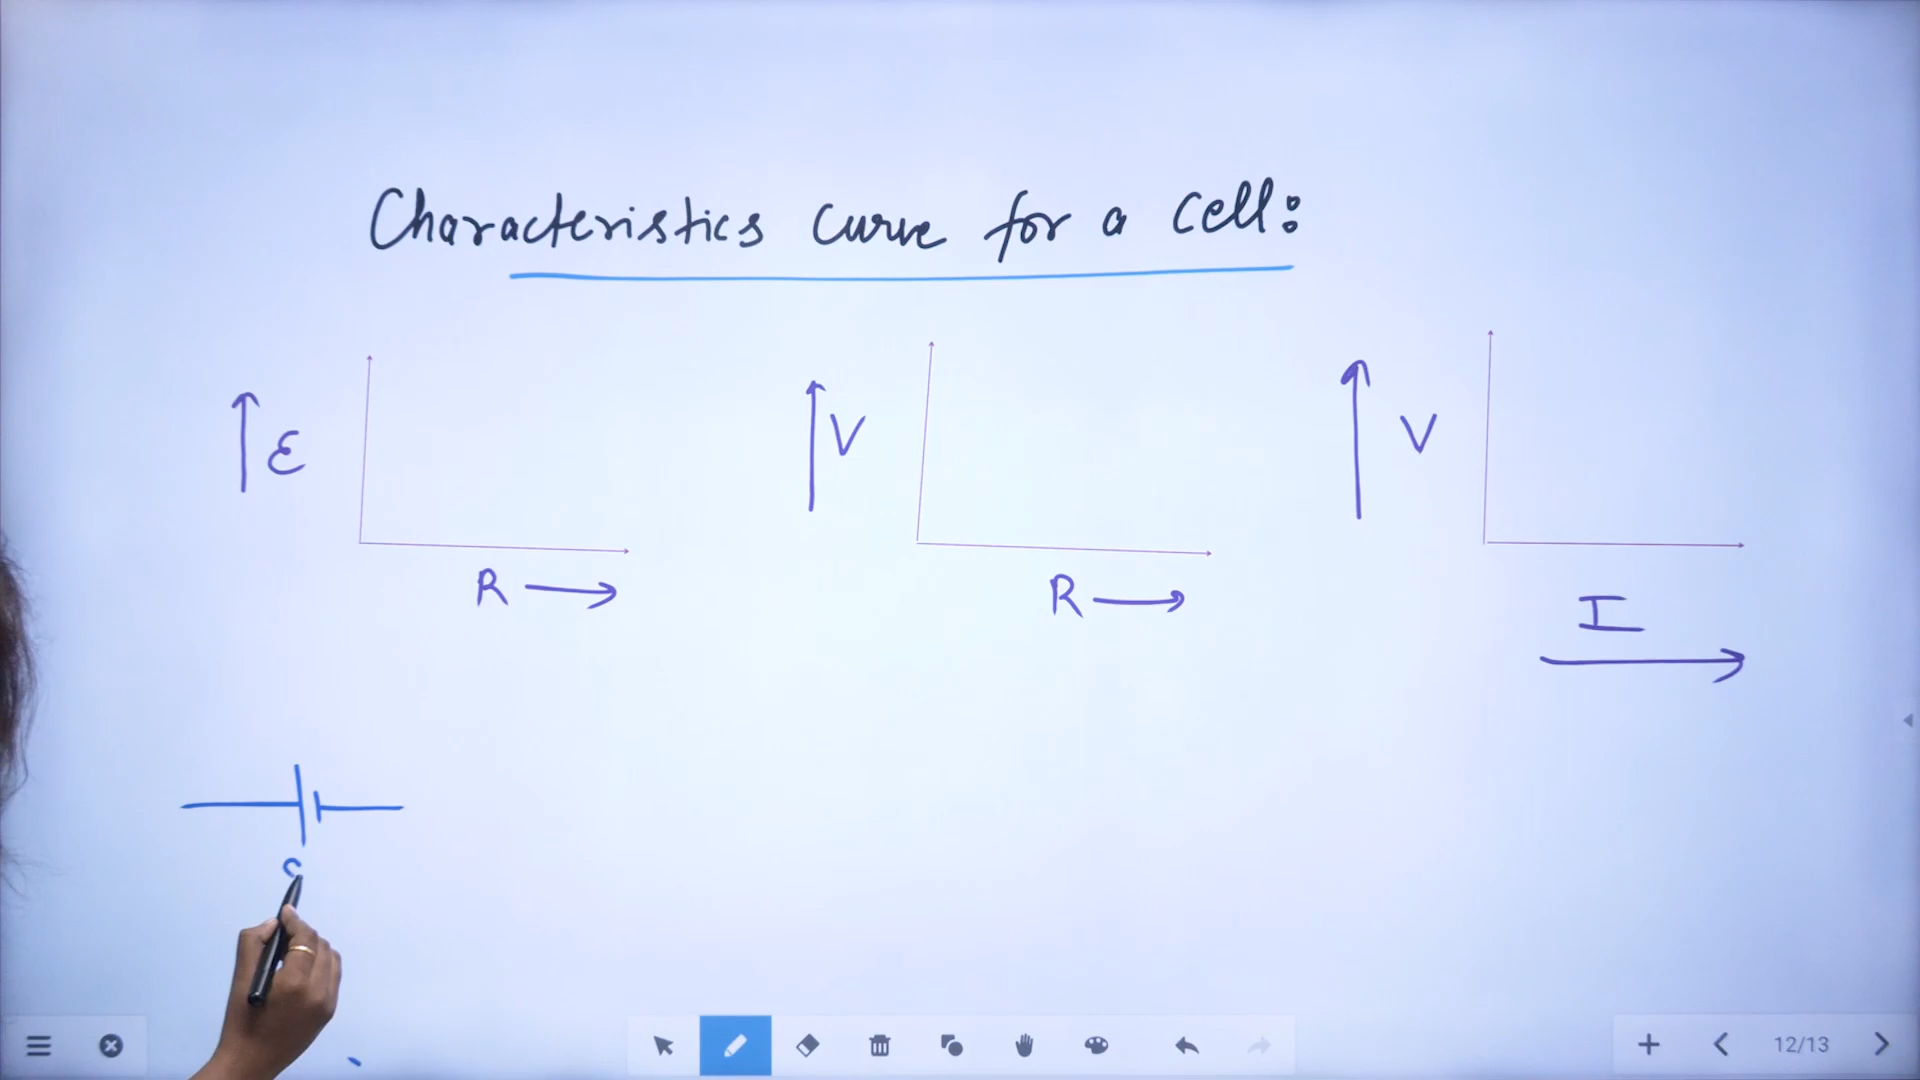 Characteristics Curve for a Cell:
ε
R
V
R
V
I
12/13